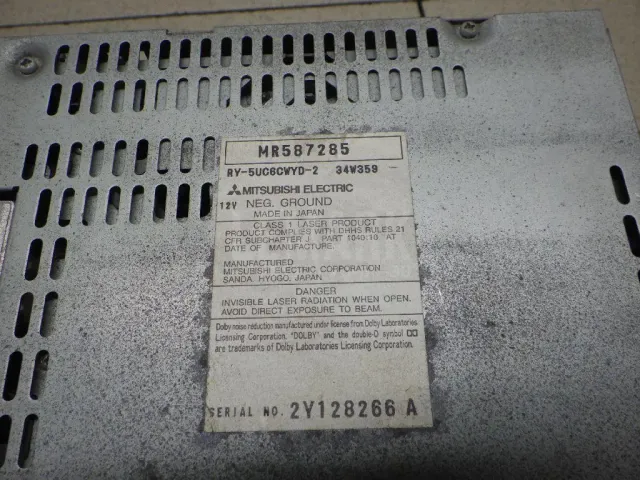 MR587285
RY-5UC6CWYD-2 34W359
MITSUBISHI ELECTRIC
12V NEG. GROUND
MADE IN JAPAN
CLASS 1 LASER PRODUCT
PRODUCT COMPLIES WITH DHHS RULES 21
CFR SUBCHAPTER J, PART 1040.10 AT
DATE OF MANUFACTURE.
MANUFACTURED
MITSUBISHI ELECTRIC CORPORATION
SANDA, HYOGO, JAPAN
DANGER
INVISIBLE LASER RADIATION WHEN OPEN.
AVOID DIRECT EXPOSURE TO BEAM.
Dolby noise reduction manufactured under license from Dolby Laboratories
Licensing Corporation. "DOLBY" and the double-D symbol
are trademarks of Dolby Laboratories Licensing Corporation.
SERIAL NO. 2Y128266 A